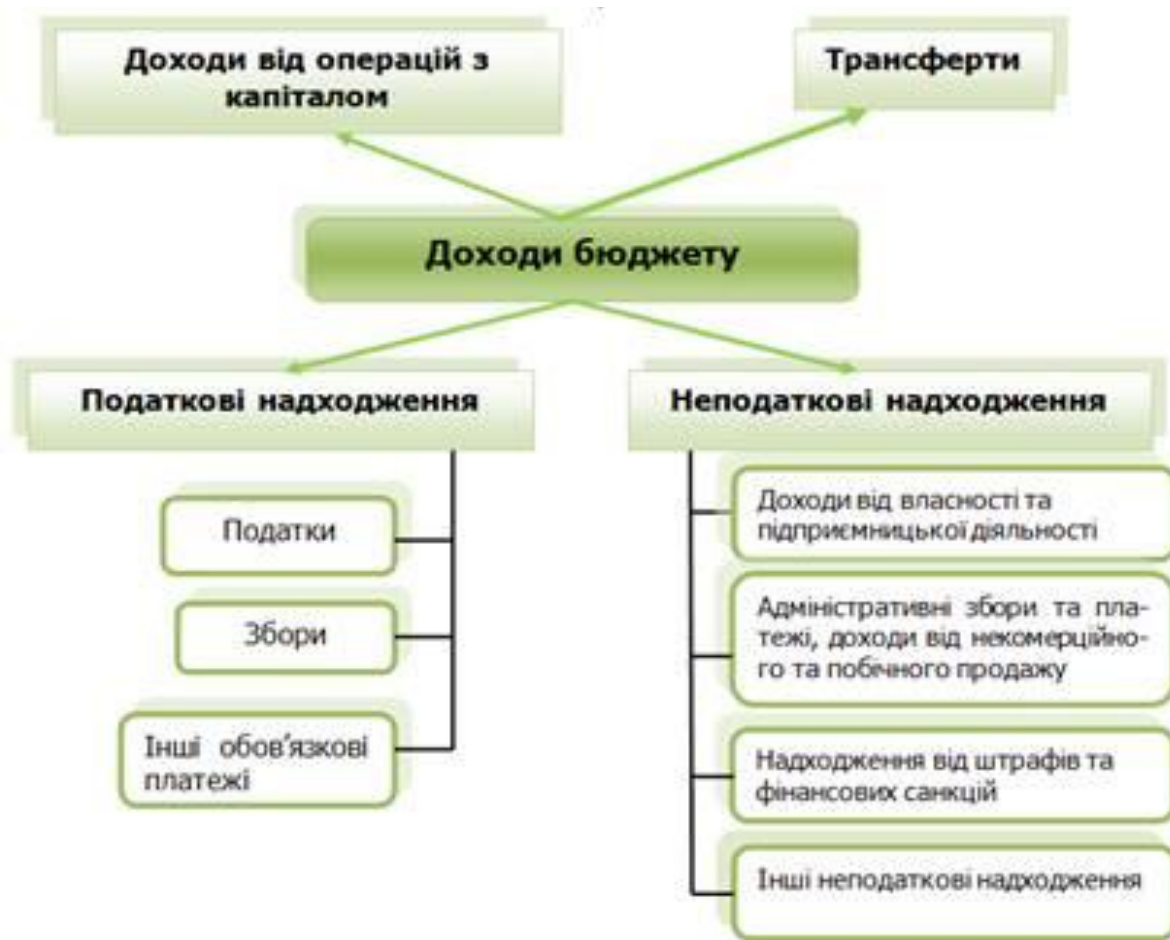 Доходи від операцій з
капіталом
Трансферти
Доходи бюджету
Податкові надходження
Неподаткові надходження
Податки
Збори
Інші обов’язкові
платежі
Доходи від власності та
підприємницької діяльності
Адміністративні збори та пла-
тежі, доходи від некомерційно-
го та побічного продажу
Надходження від штрафів та
фінансових санкцій
Інші неподаткові надходження